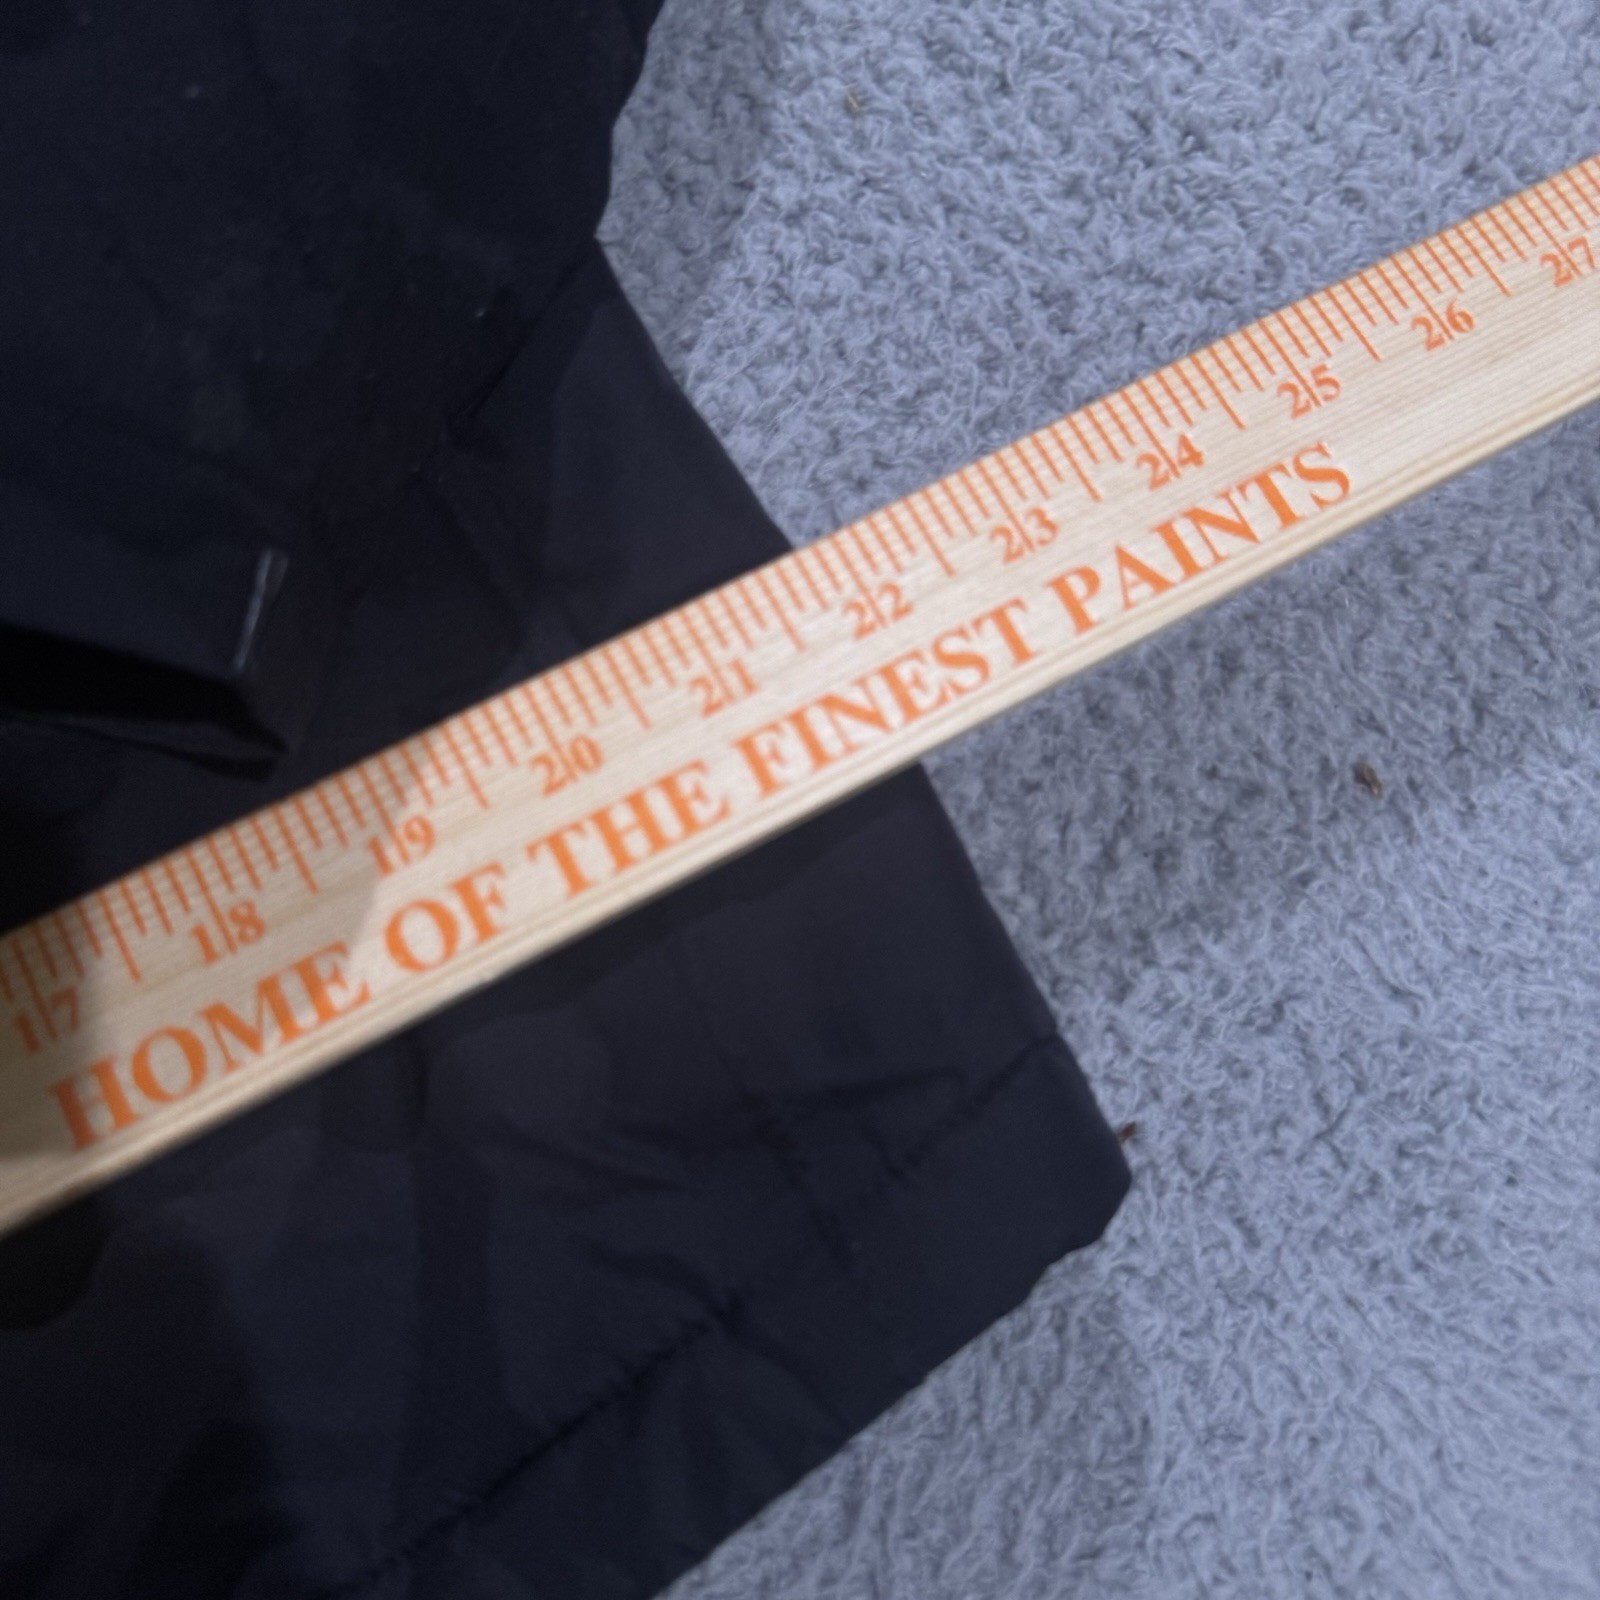 17 18 19 20 21 22 23 24 25 26 27
HOME OF THE FINEST PAINTS